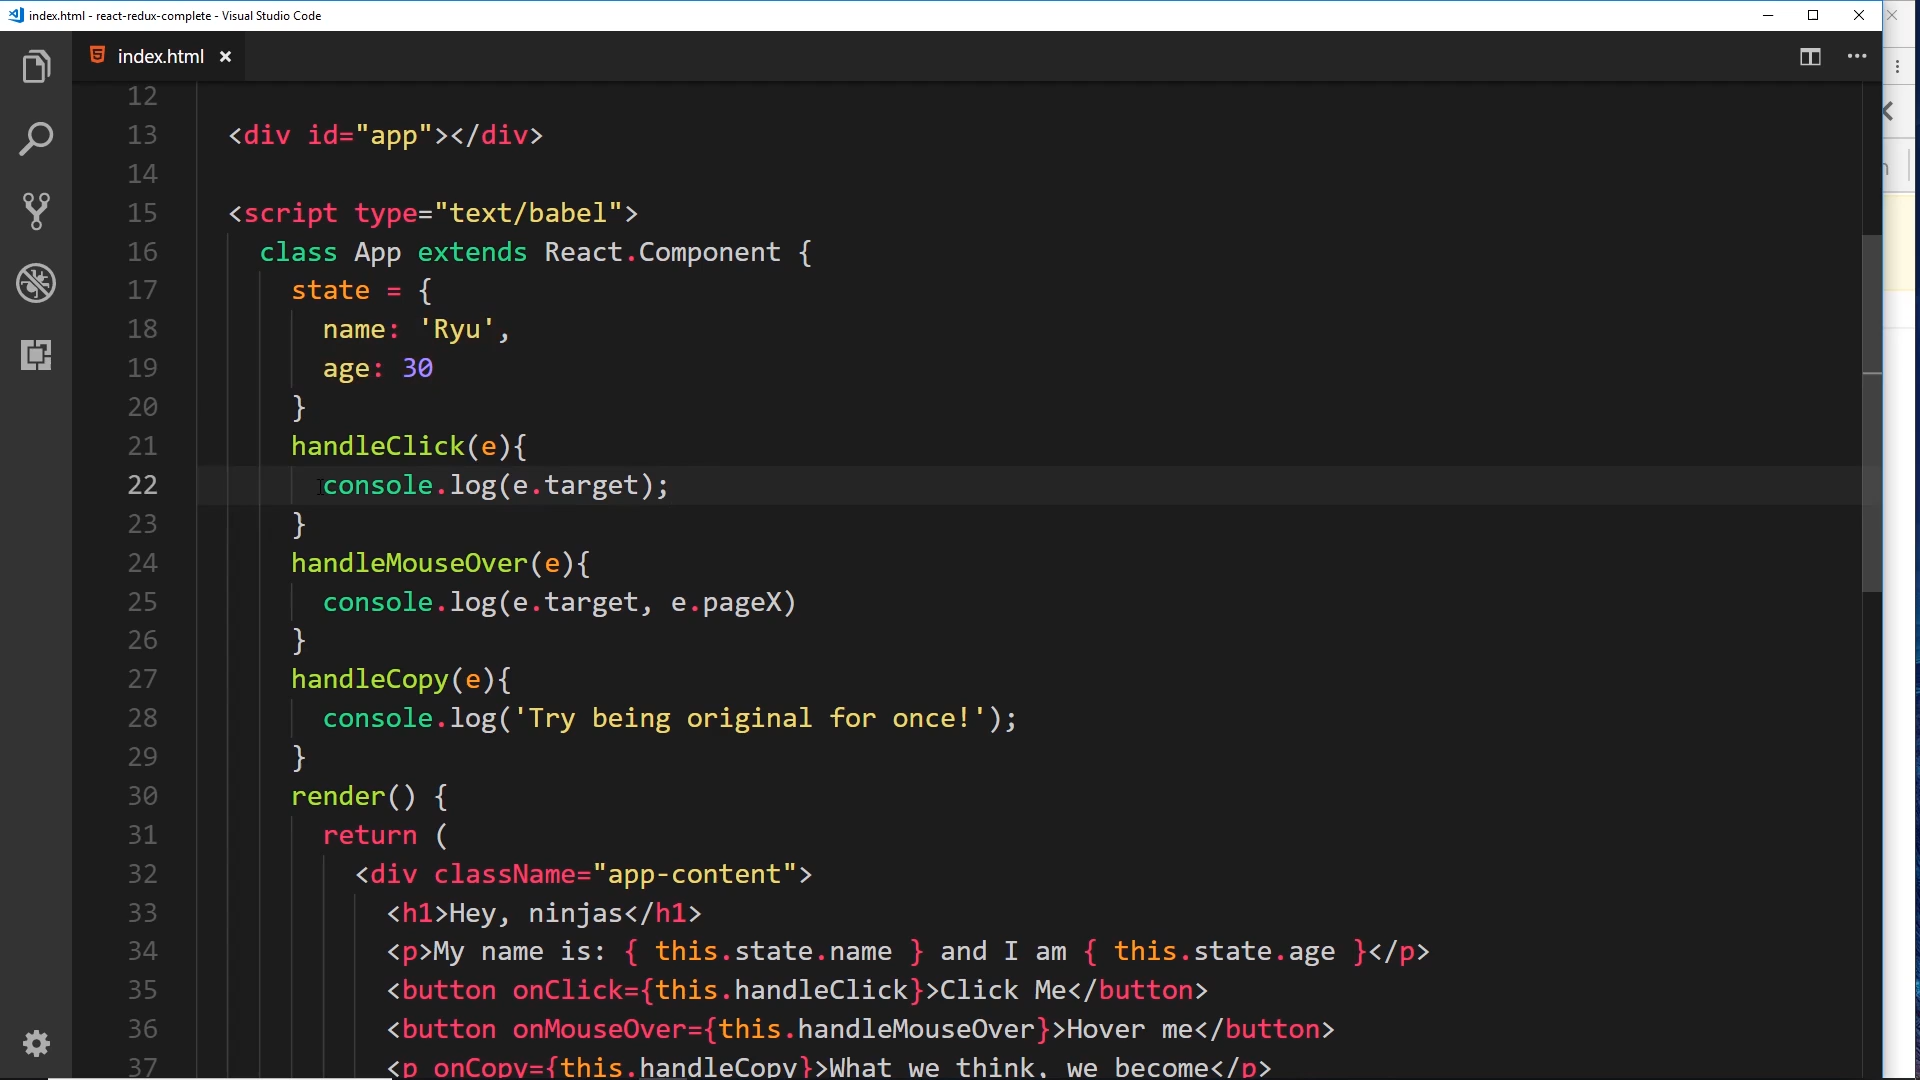 index.html - react-redux-complete - Visual Studio Code
index.html
12
13 <div id="app"></div>
14
15 <script type="text/babel">
16 class App extends React.Component {
17 state = {
18 name: 'Ryu',
19 age: 30
20 }
21 handleClick(e){
22 console.log(e.target);
23 }
24 handleMouseOver(e){
25 console.log(e.target, e.pageX)
26 }
27 handleCopy(e){
28 console.log('Try being original for once!');
29 }
30 render() {
31 return (
32 <div className="app-content">
33 <h1>Hey, ninjas</h1>
34 <p>My name is: { this.state.name } and I am { this.state.age }</p>
35 <button onClick={this.handleClick}>Click Me</button>
36 <button onMouseOver={this.handleMouseOver}>Hover me</button>
37 <p onCopy={this.handleCopy}>What we think, we become</p>